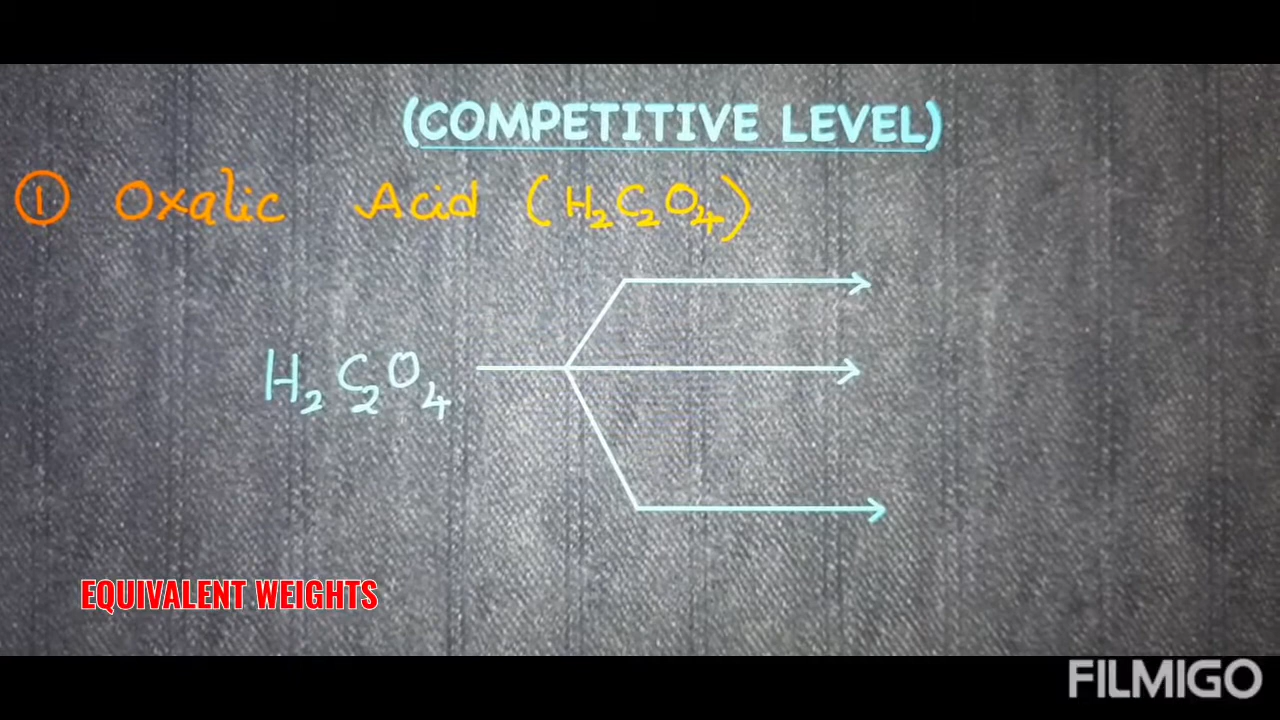 (COMPETITIVE LEVEL)
① Oxalic Acid (H₂C₂O₄)
H₂C₂O₄
EQUIVALENT WEIGHTS
FILMIGO